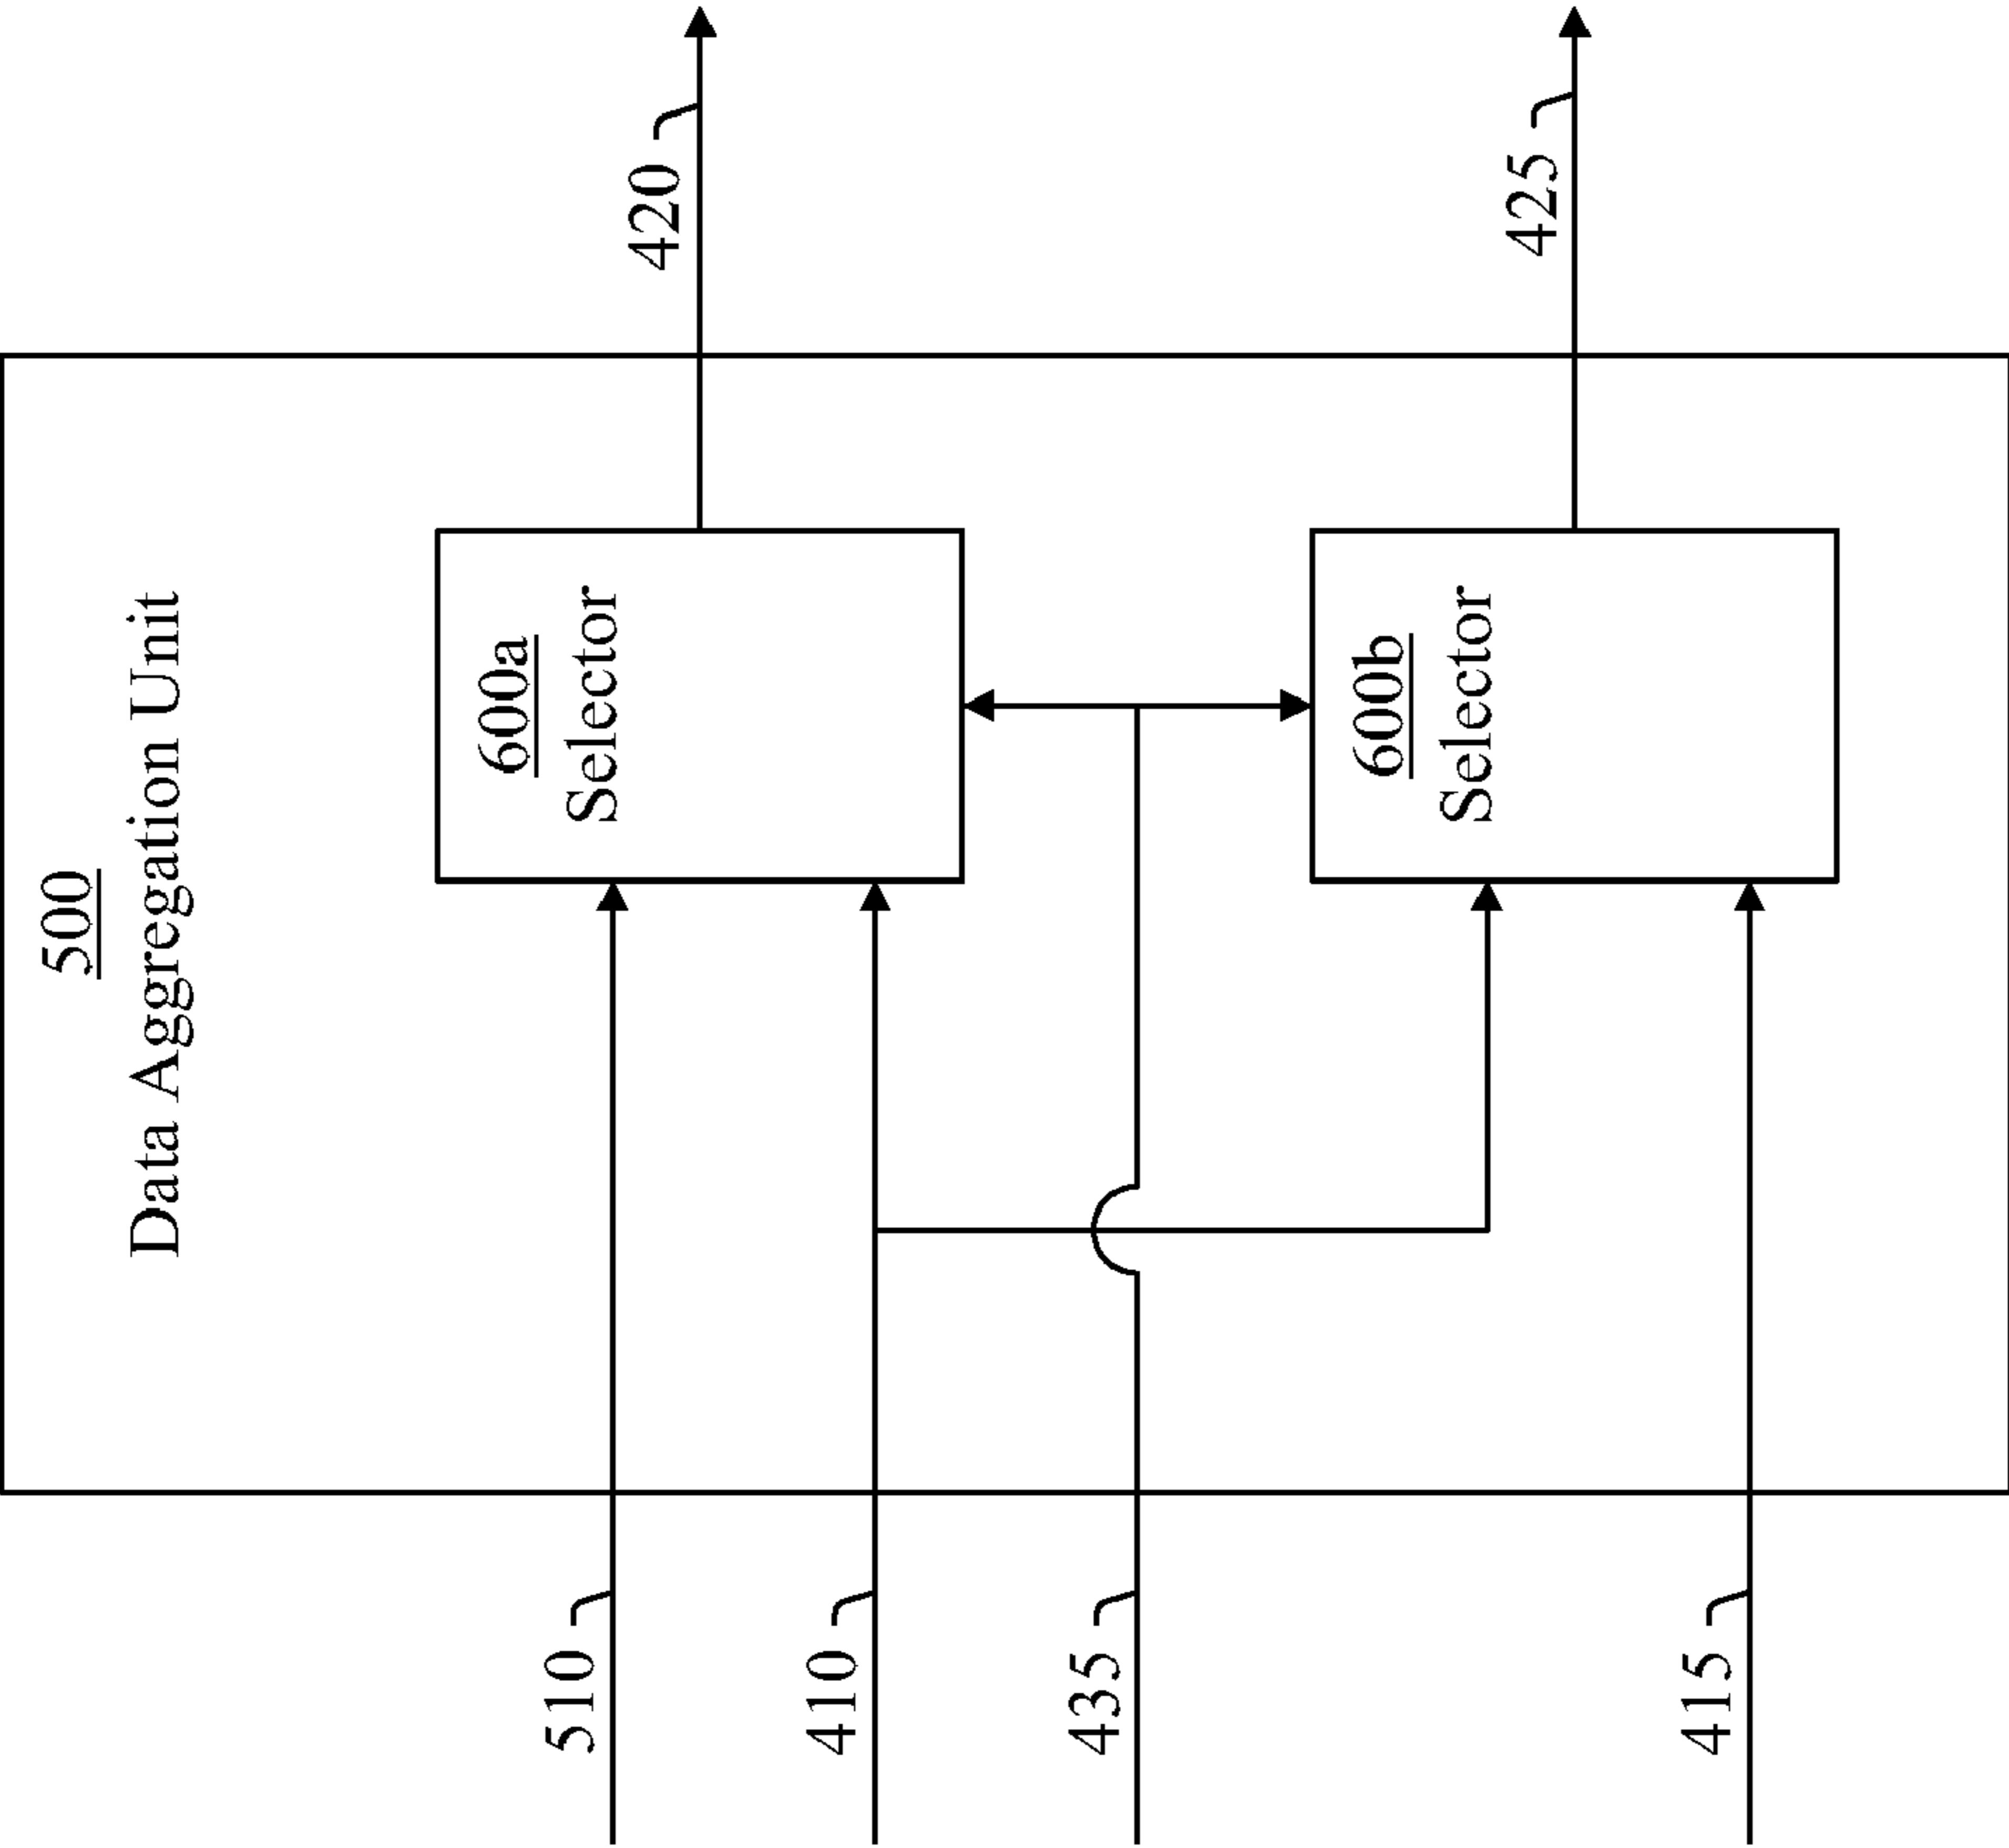 500
Data Aggregation Unit
510
600a
Selector
420
410
435
600b
Selector
425
415